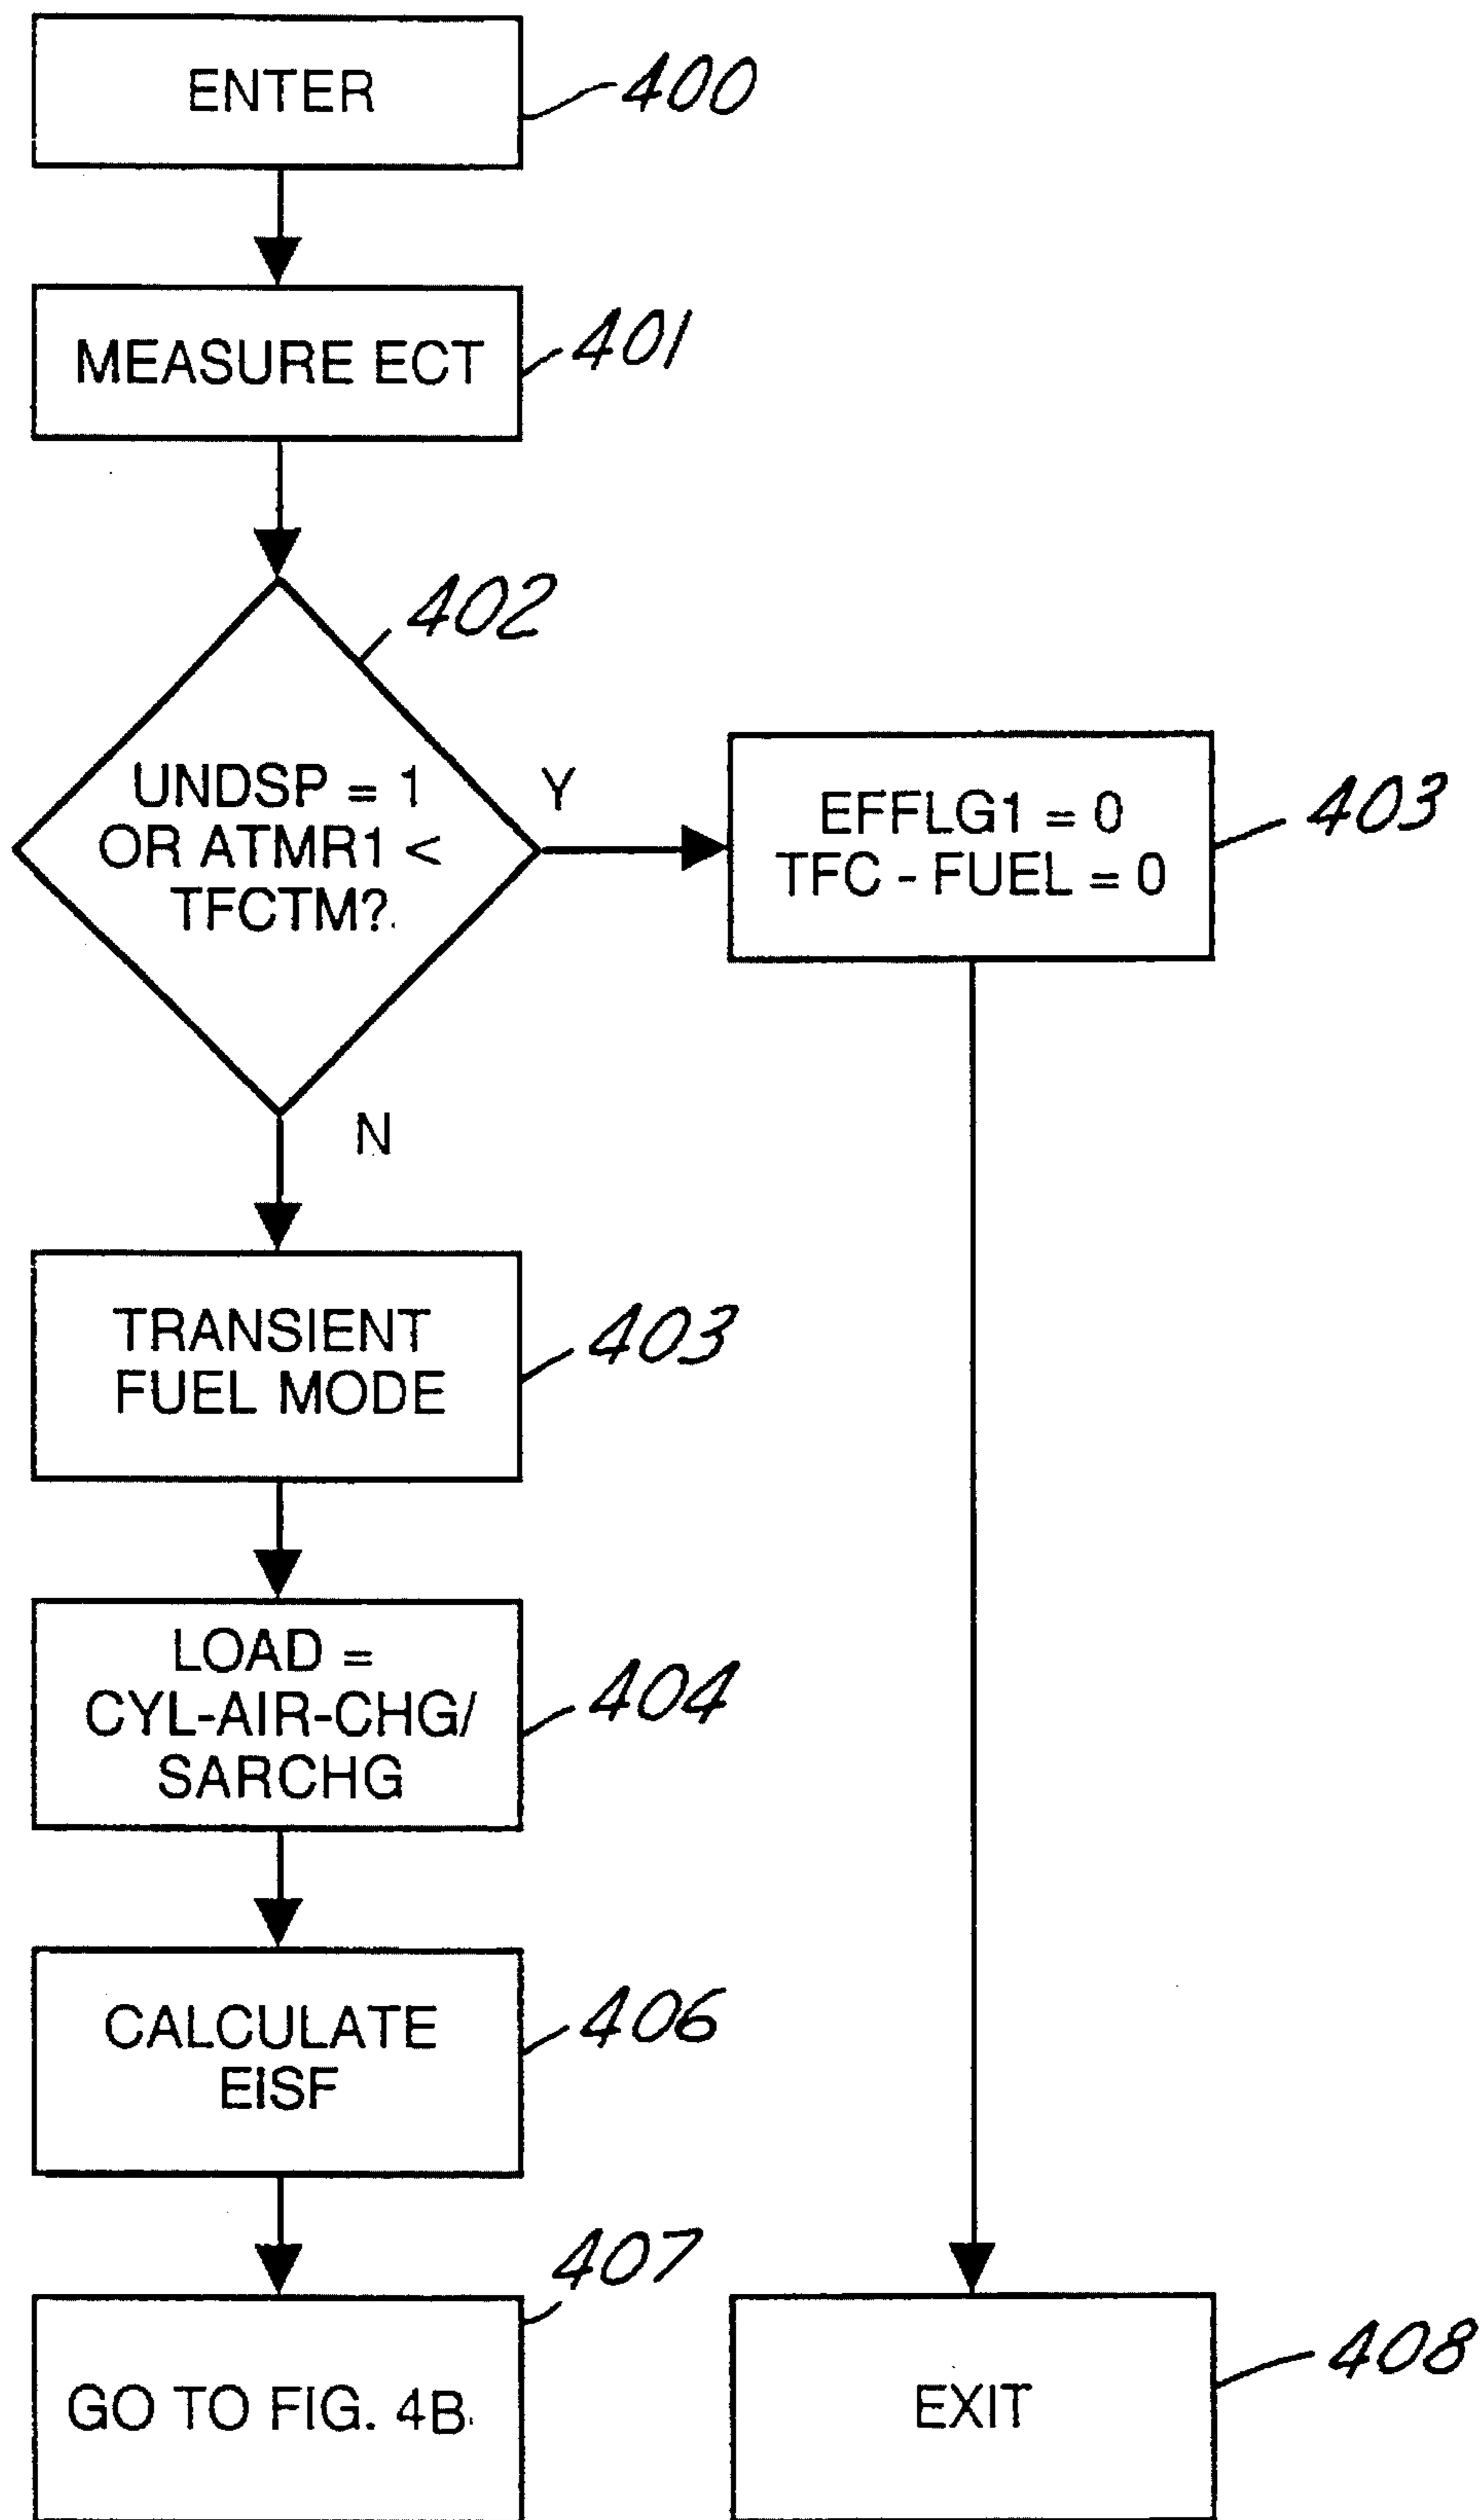 ENTER
400
MEASURE ECT
401
402
UNDSP = 1
OR ATMR1 <
TFCTM?
Y
EFFLG1 = 0
TFC - FUEL = 0
403
N
TRANSIENT
FUEL MODE
403
LOAD =
CYL-AIR-CHG/
SARCHG
404
CALCULATE
EISF
406
407
GO TO FIG. 4B
EXIT
408